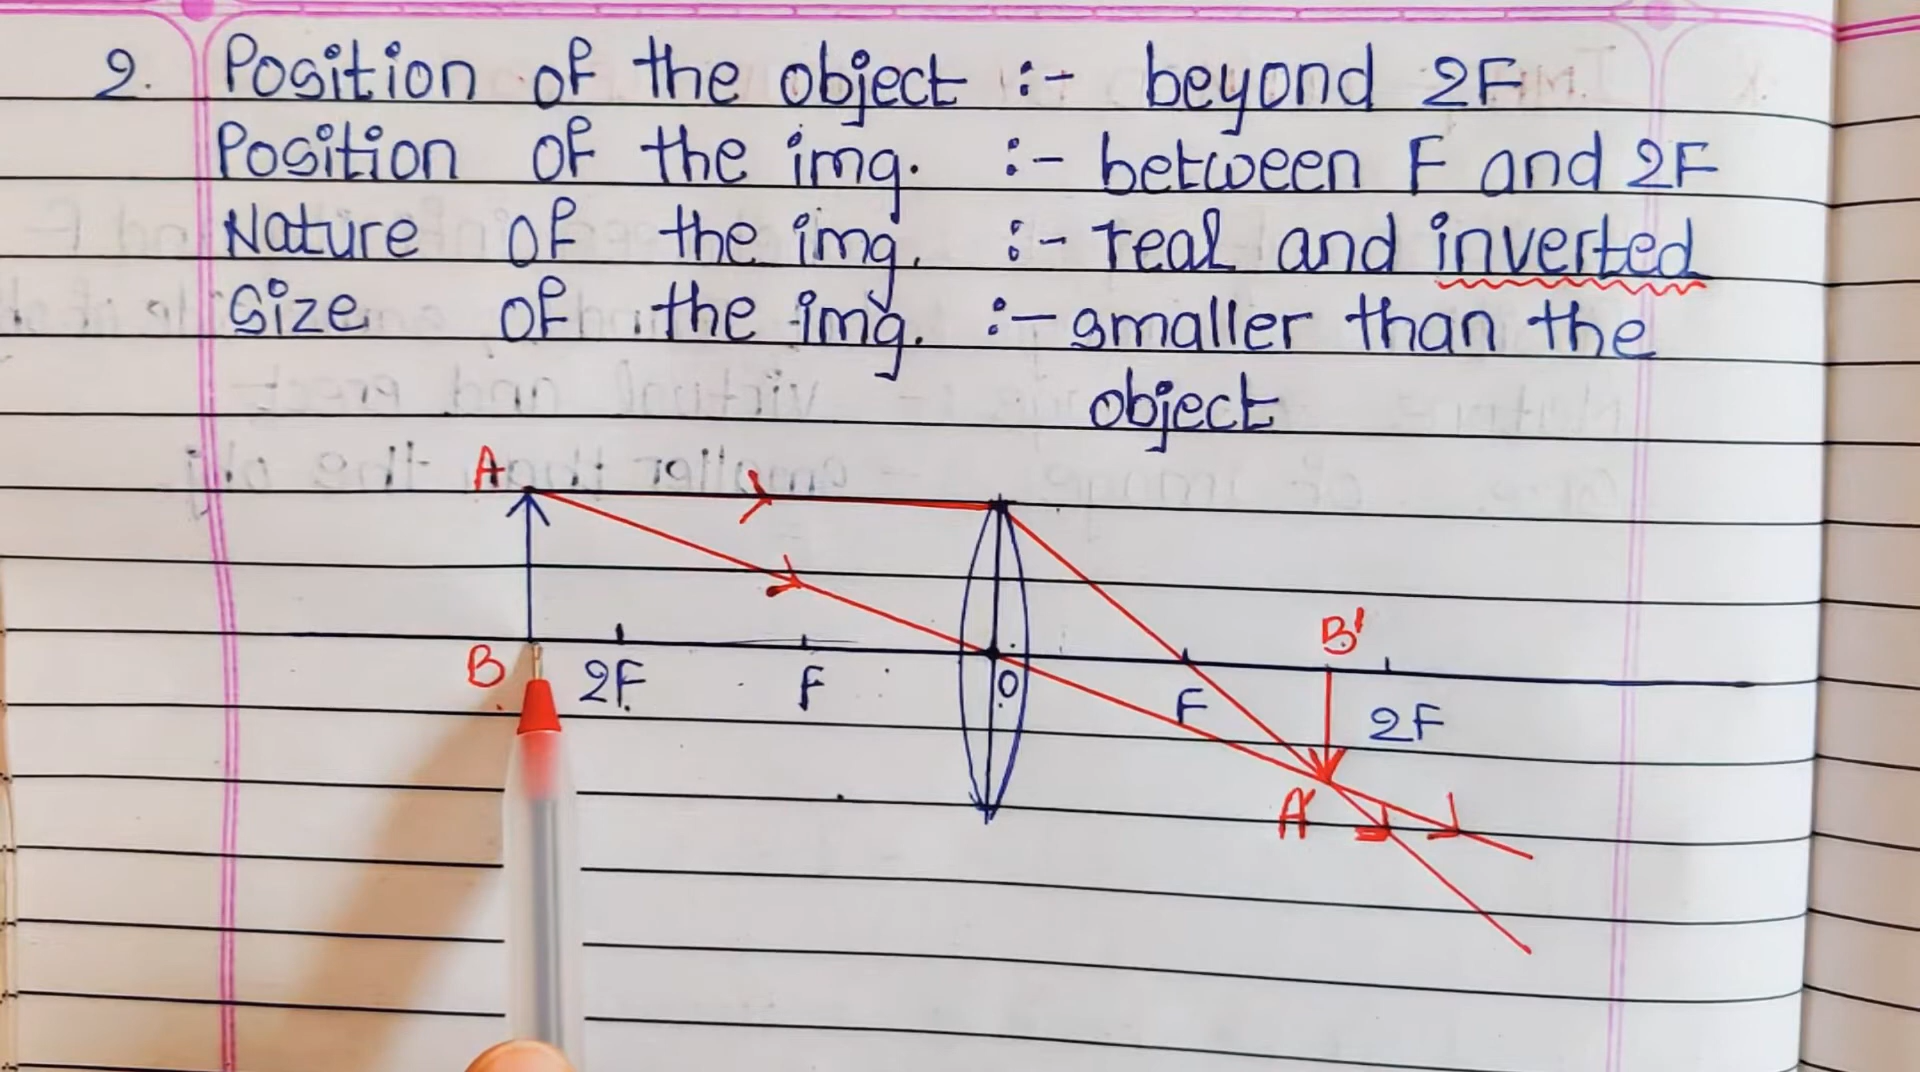 2. Position of the object :- beyond 2F
Position of the img. :- between F and 2F
Nature of the img. :- real and inverted
Size of the img. :- smaller than the
object
A
B'
B 2F F O F 2F
A'